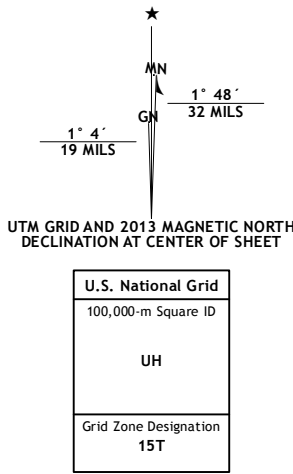 ★
MN
1° 48´
32 MILS
GN
1° 4´
19 MILS
UTM GRID AND 2013 MAGNETIC NORTH
DECLINATION AT CENTER OF SHEET
U.S. National Grid
100,000-m Square ID
UH
Grid Zone Designation
15T